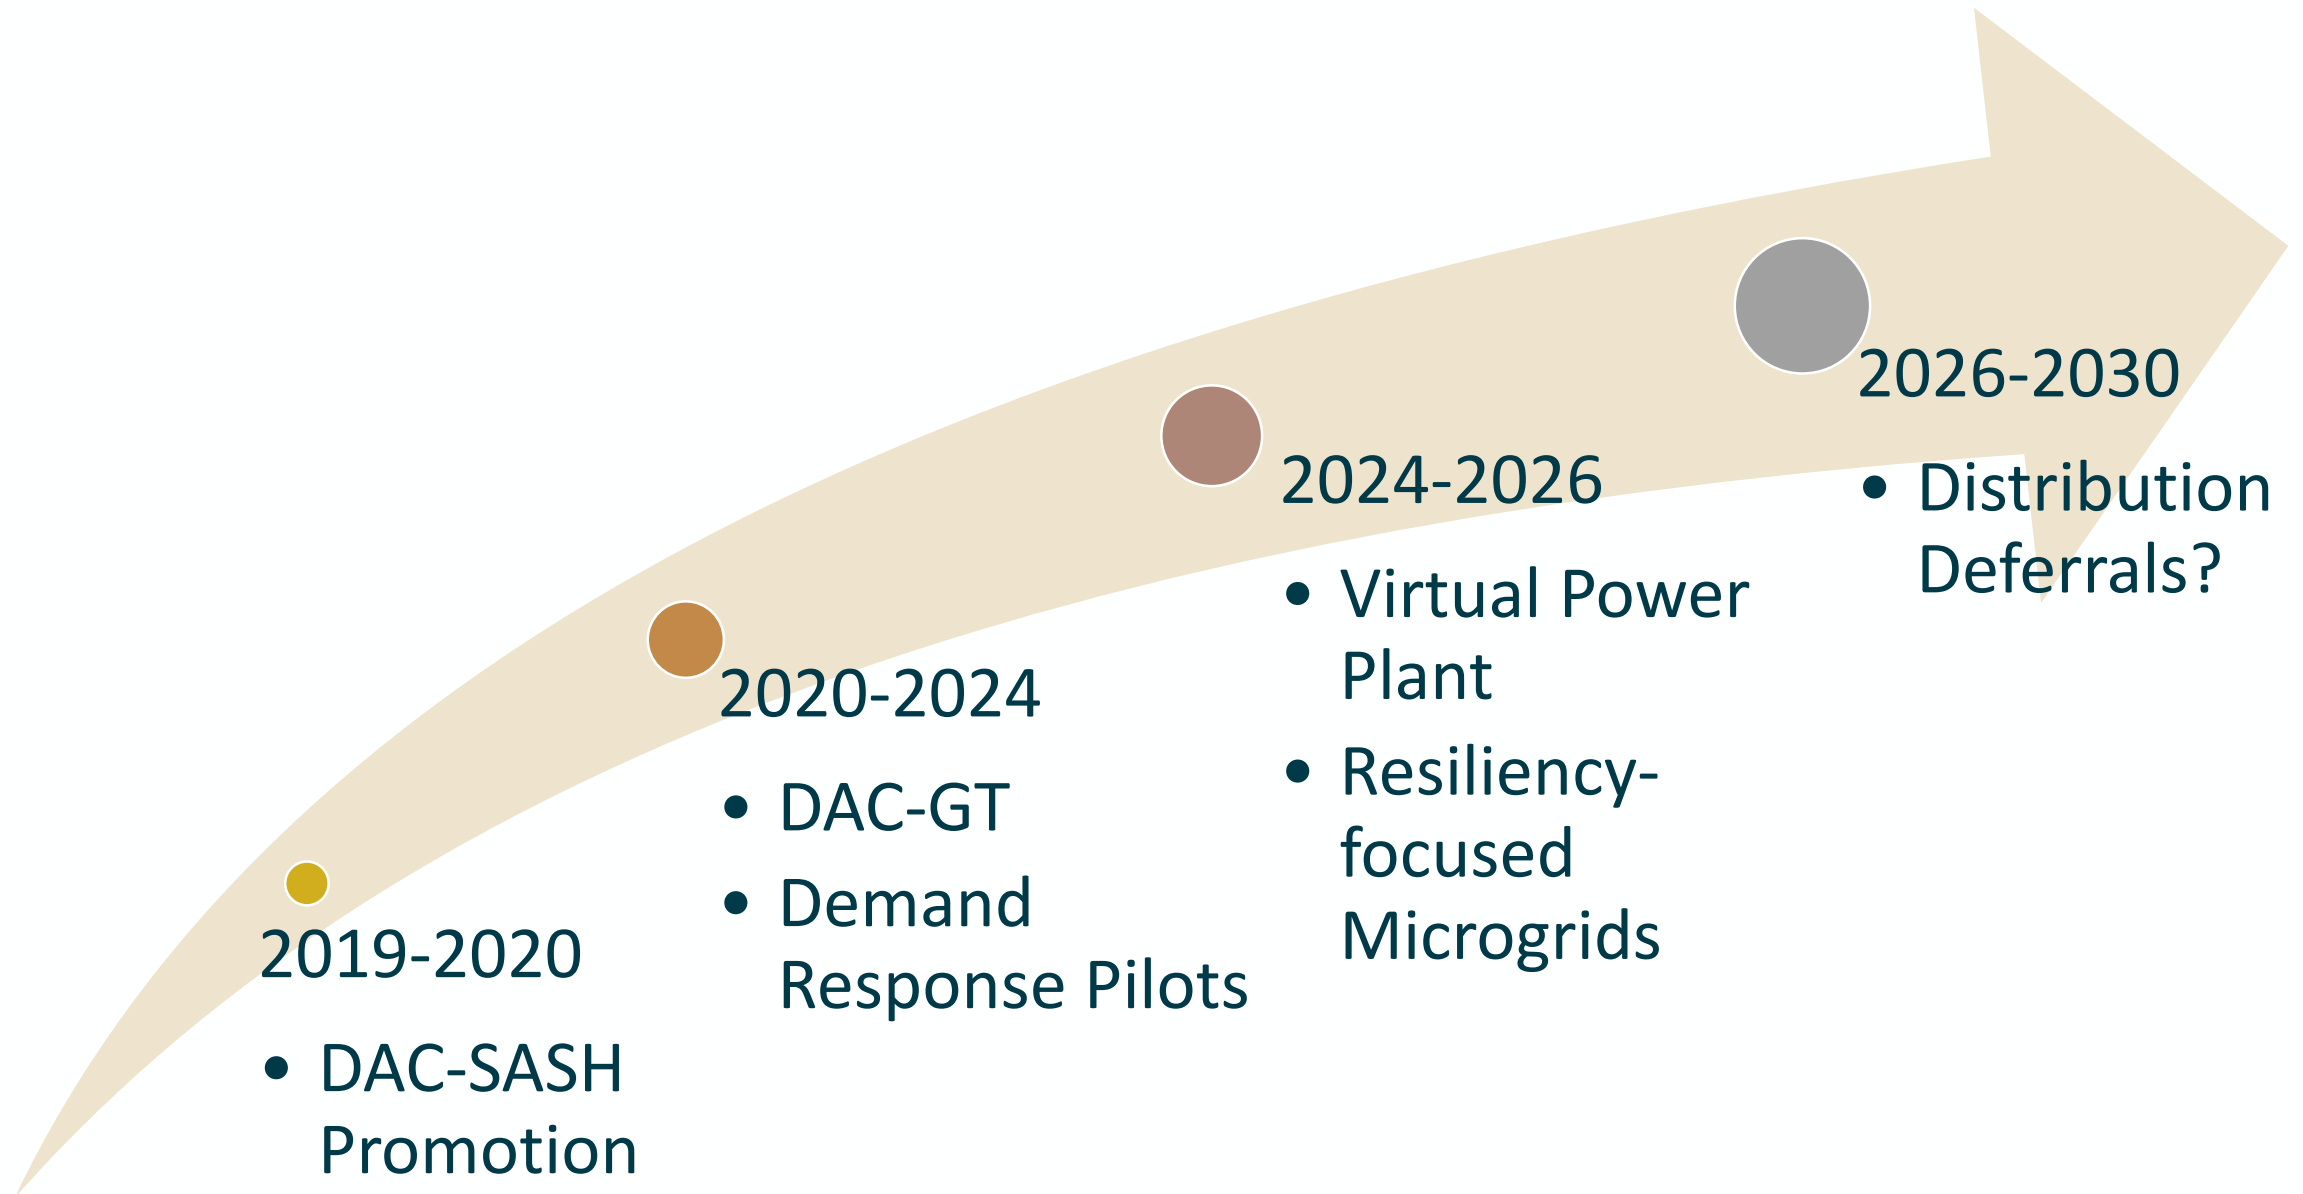 2019-2020
• DAC-SASH
Promotion
2020-2024
• DAC-GT
• Demand
Response Pilots
2024-2026
• Virtual Power
Plant
• Resiliency-
focused
Microgrids
2026-2030
• Distribution
Deferrals?